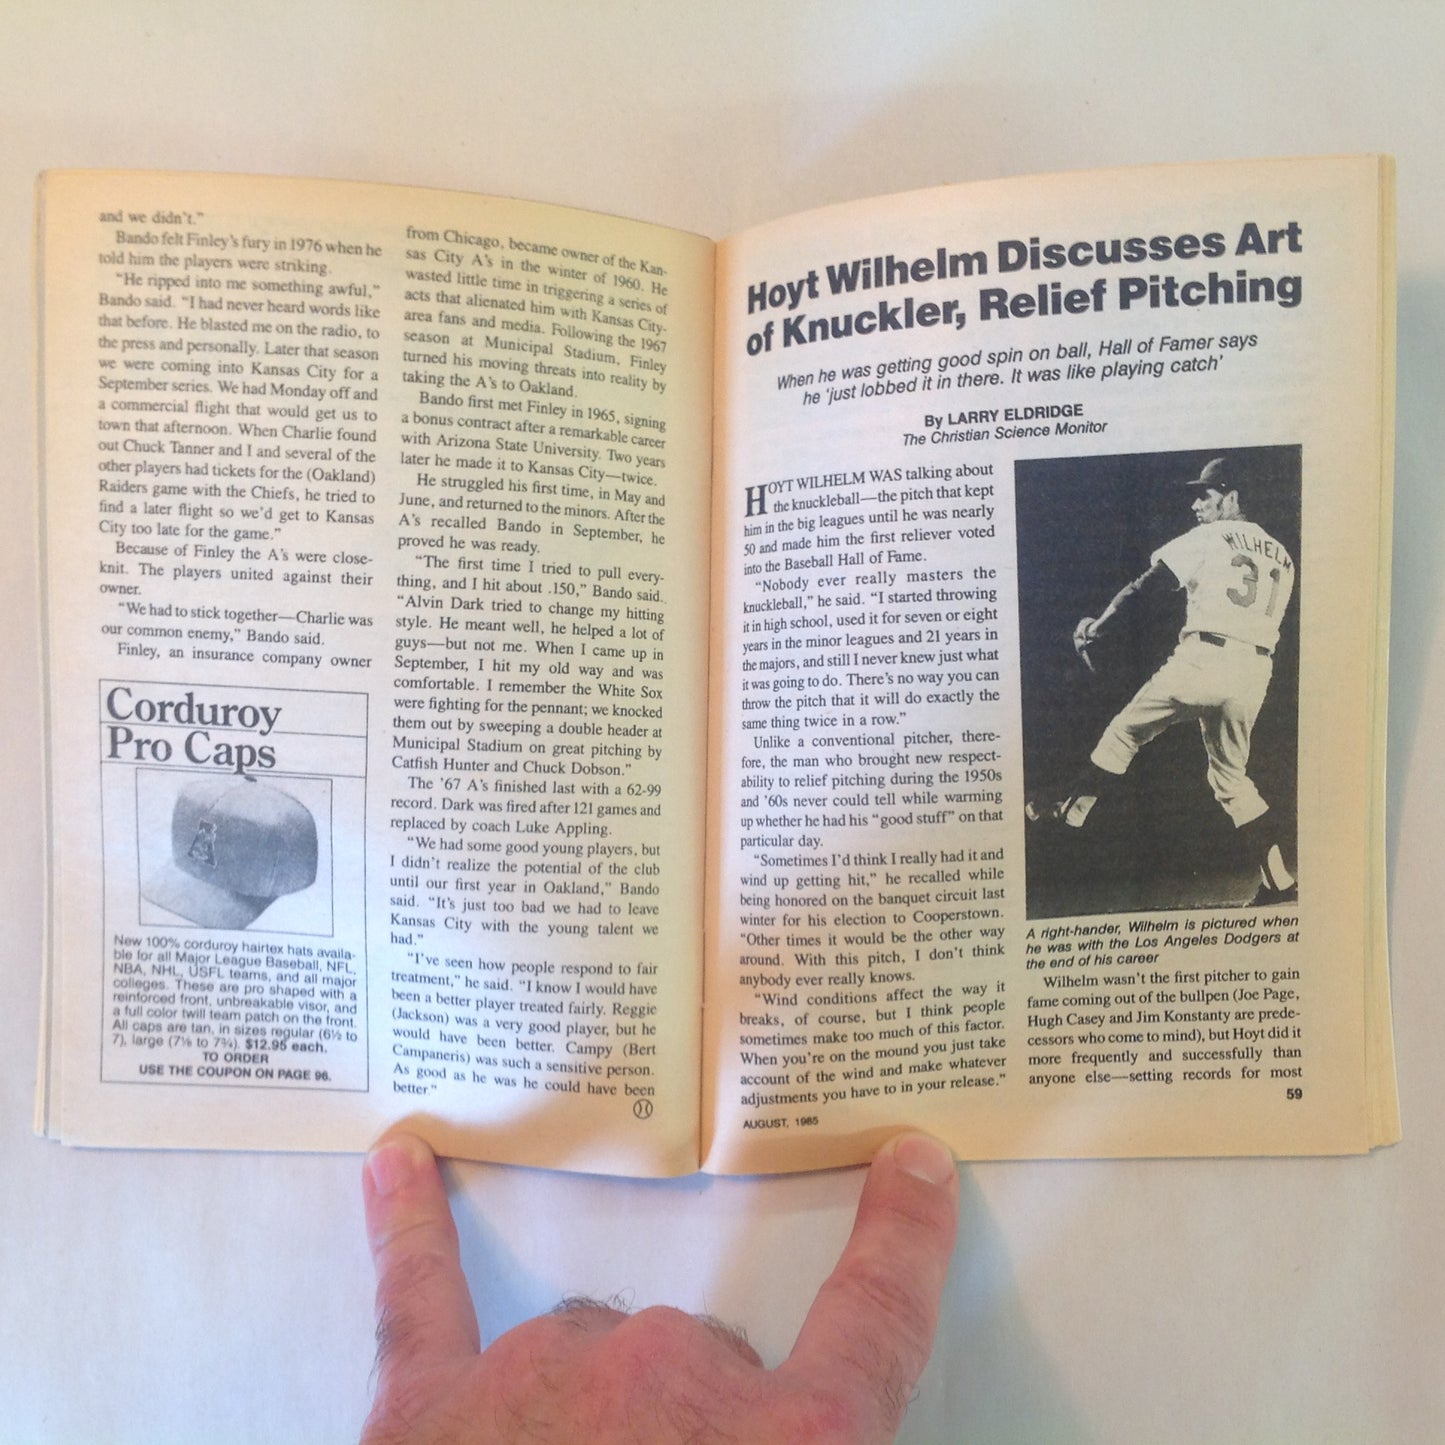 and we didn't."
Bando felt Finley's fury in 1976 when he
told him the players were striking.
"He ripped into me something awful,"
Bando said. "I had never heard words like
that before. He blasted me on the radio, to
the press and personally. Later that season
we were coming into Kansas City for a
September series. We had Monday off and
a commercial flight that would get us to
town that afternoon. When Charlie found
out Chuck Tanner and I and several of the
other players had tickets for the (Oakland)
Raiders game with the Chiefs, he tried to
find a later flight so we'd get to Kansas
City too late for the game."
Because of Finley the A's were close-
knit. The players united against their
owner.
"We had to stick together—Charlie was
our common enemy," Bando said.
Finley, an insurance company owner
Corduroy
Pro Caps
A
New 100% corduroy hairtex hats availa-
ble for all Major League Baseball, NFL,
NBA, NHL, USFL teams, and all major
colleges. These are pro shaped with a
reinforced front, unbreakable visor, and
a full color twill team patch on the front.
All caps are tan, in sizes regular (6½ to
7), large (7⅛ to 7¾). $12.95 each.
TO ORDER
USE THE COUPON ON PAGE 96.
from Chicago, became owner of the Kan-
sas City A's in the winter of 1960. He
wasted little time in triggering a series of
acts that alienated him with Kansas City-
area fans and media. Following the 1967
season at Municipal Stadium, Finley
turned his moving threats into reality by
taking the A's to Oakland.
Bando first met Finley in 1965, signing
a bonus contract after a remarkable career
with Arizona State University. Two years
later he made it to Kansas City—twice.
He struggled his first time, in May and
June, and returned to the minors. After the
A's recalled Bando in September, he
proved he was ready.
"The first time I tried to pull every-
thing, and I hit about .150," Bando said.
"Alvin Dark tried to change my hitting
style. He meant well, he helped a lot of
guys—but not me. When I came up in
September, I hit my old way and was
comfortable. I remember the White Sox
were fighting for the pennant; we knocked
them out by sweeping a double header at
Municipal Stadium on great pitching by
Catfish Hunter and Chuck Dobson."
The '67 A's finished last with a 62-99
record. Dark was fired after 121 games and
replaced by coach Luke Appling.
"We had some good young players, but
I didn't realize the potential of the club
until our first year in Oakland," Bando
said. "It's just too bad we had to leave
Kansas City with the young talent we
had."
"I've seen how people respond to fair
treatment," he said. "I know I would have
been a better player treated fairly. Reggie
(Jackson) was a very good player, but he
would have been better. Campy (Bert
Campaneris) was such a sensitive person.
As good as he was he could have been
better."
Hoyt Wilhelm Discusses Art
of Knuckler, Relief Pitching
When he was getting good spin on ball, Hall of Famer says
he 'just lobbed it in there. It was like playing catch'
By LARRY ELDRIDGE
The Christian Science Monitor
HOYT WILHELM WAS talking about
the knuckleball—the pitch that kept
him in the big leagues until he was nearly
50 and made him the first reliever voted
into the Baseball Hall of Fame.
"Nobody ever really masters the
knuckleball," he said. "I started throwing
it in high school, used it for seven or eight
years in the minor leagues and 21 years in
the majors, and still I never knew just what
it was going to do. There's no way you can
throw the pitch that it will do exactly the
same thing twice in a row."
Unlike a conventional pitcher, there-
fore, the man who brought new respect-
ability to relief pitching during the 1950s
and '60s never could tell while warming
up whether he had his "good stuff" on that
particular day.
"Sometimes I'd think I really had it and
wind up getting hit," he recalled while
being honored on the banquet circuit last
winter for his election to Cooperstown.
"Other times it would be the other way
around. With this pitch, I don't think
anybody ever really knows.
"Wind conditions affect the way it
breaks, of course, but I think people
sometimes make too much of this factor.
When you're on the mound you just take
account of the wind and make whatever
adjustments you have to in your release."
WILHELM
31
A right-hander, Wilhelm is pictured when
he was with the Los Angeles Dodgers at
the end of his career
Wilhelm wasn't the first pitcher to gain
fame coming out of the bullpen (Joe Page,
Hugh Casey and Jim Konstanty are prede-
cessors who come to mind), but Hoyt did it
more frequently and successfully than
anyone else—setting records for most
AUGUST, 1985
59